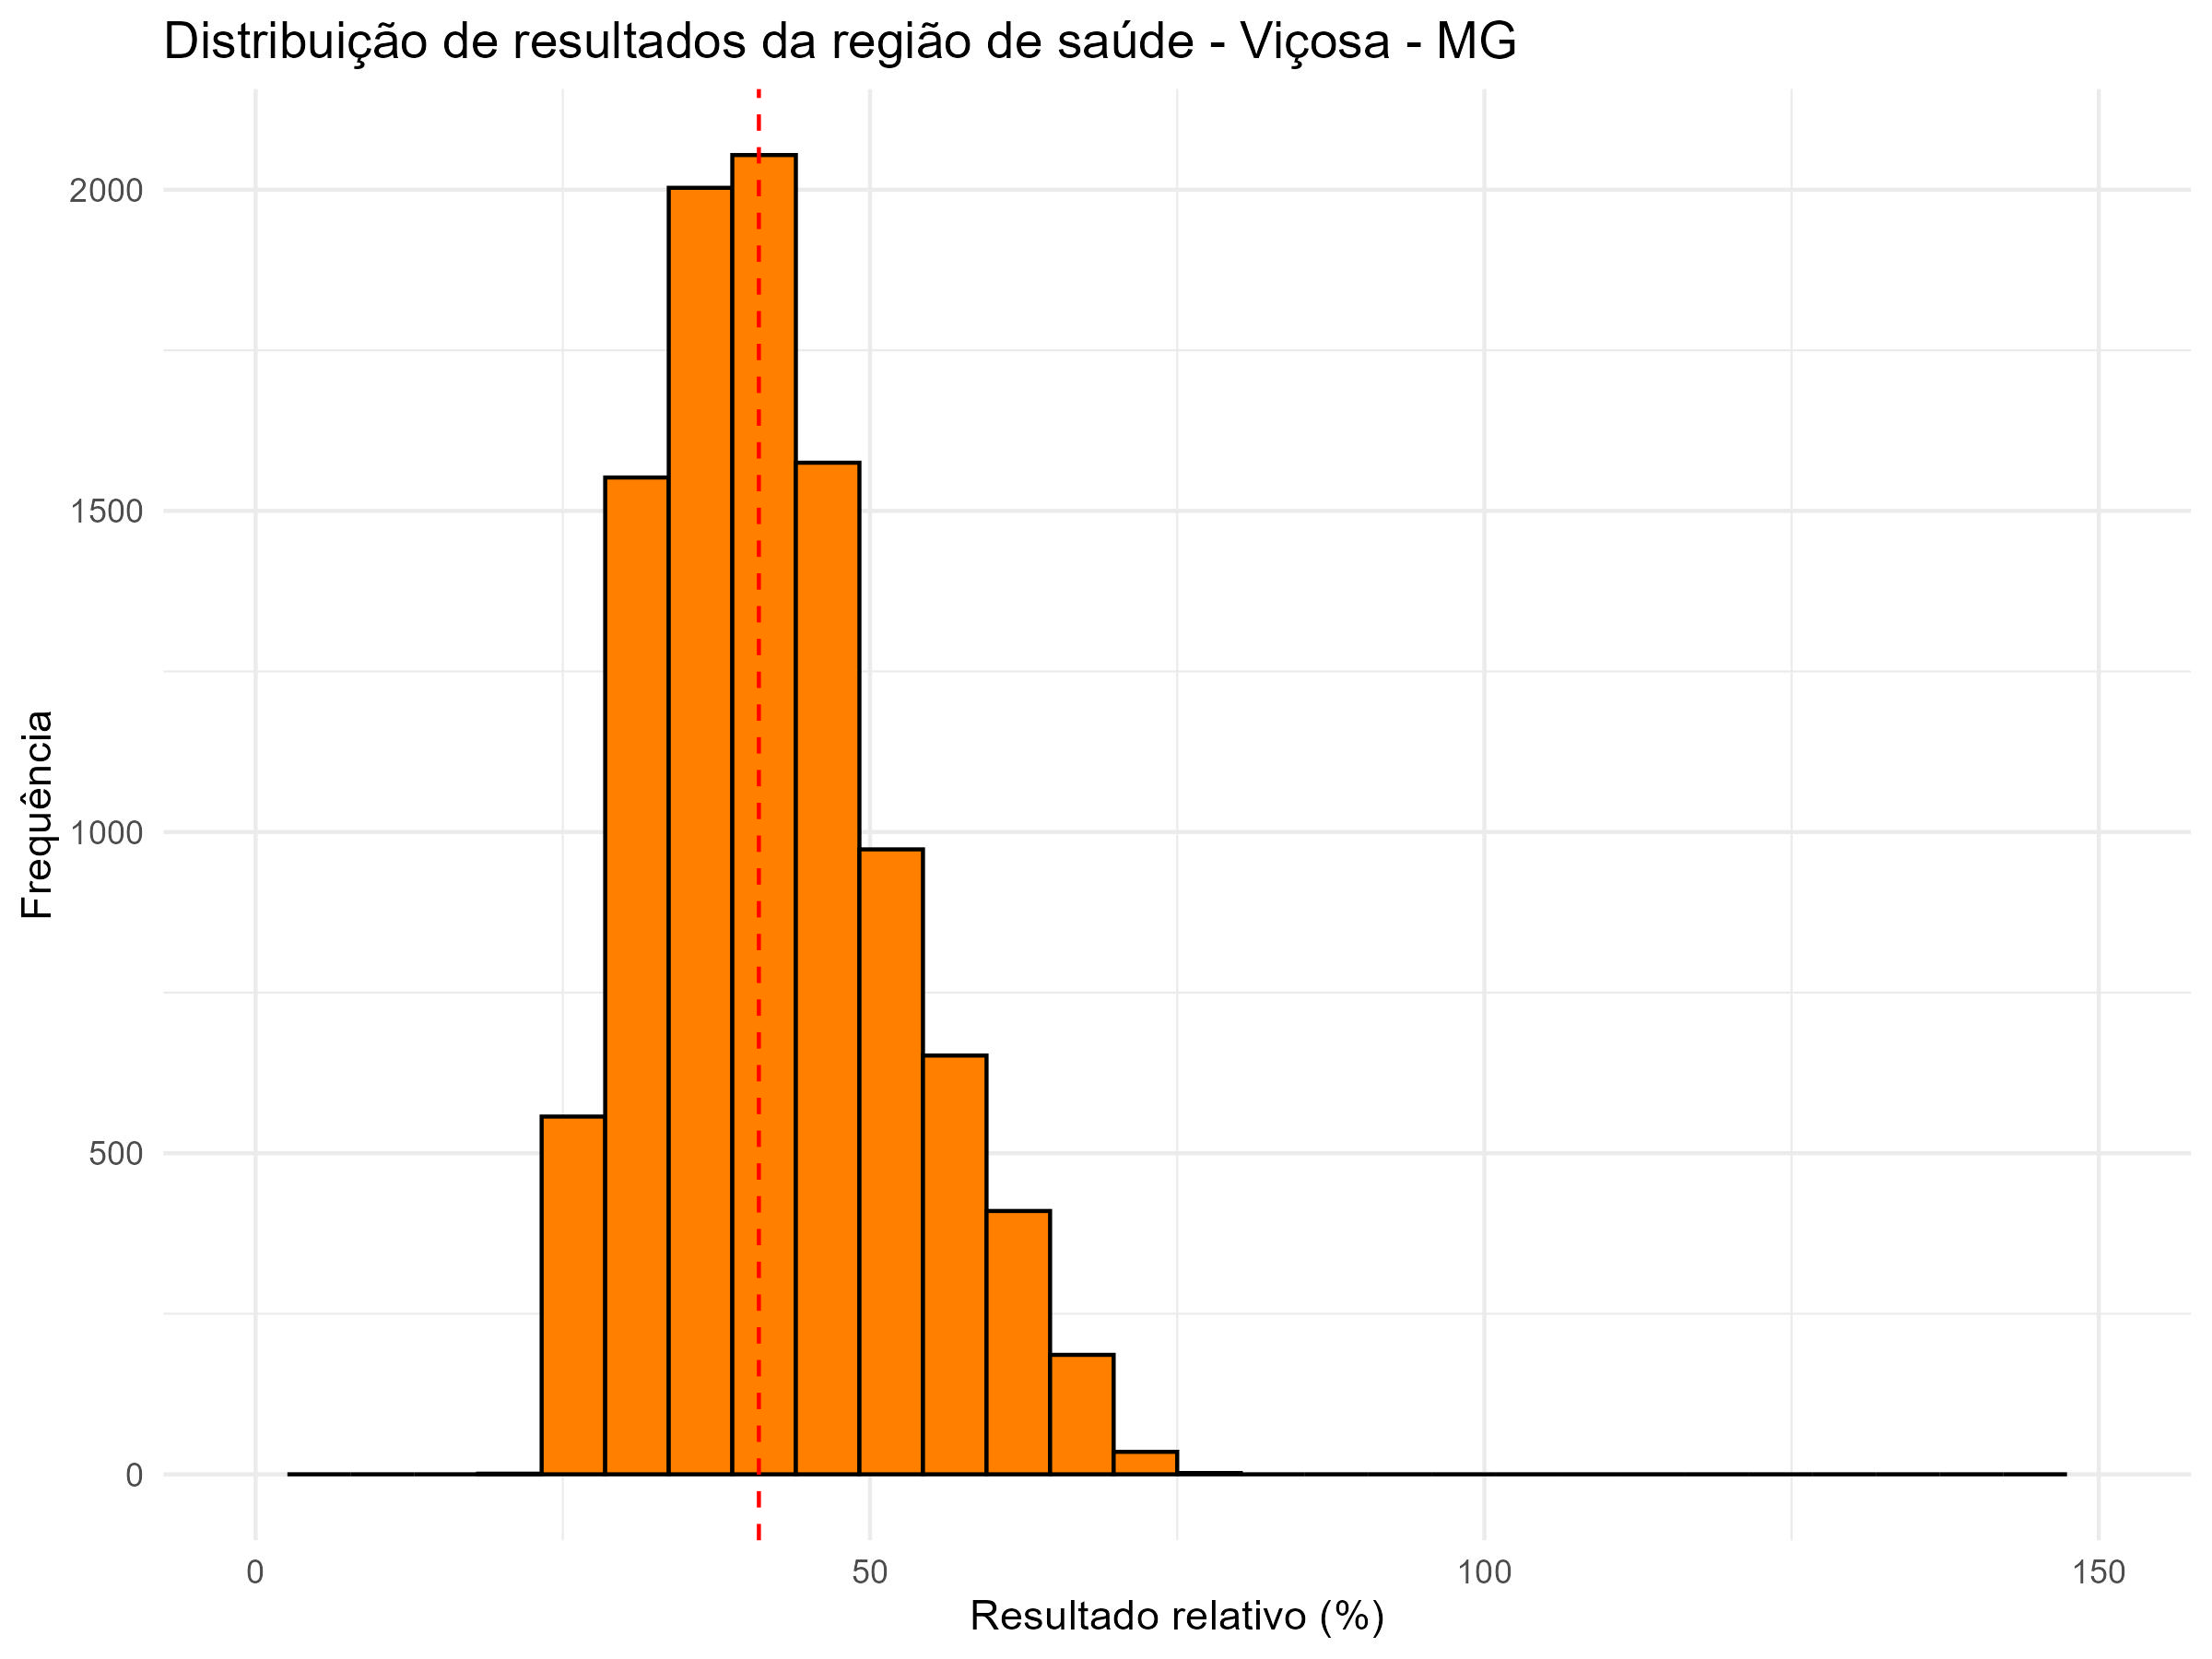 Distribuição de resultados da região de saúde - Viçosa - MG
Frequência
2000
1500
1000
500
0
0 50 100 150
Resultado relativo (%)